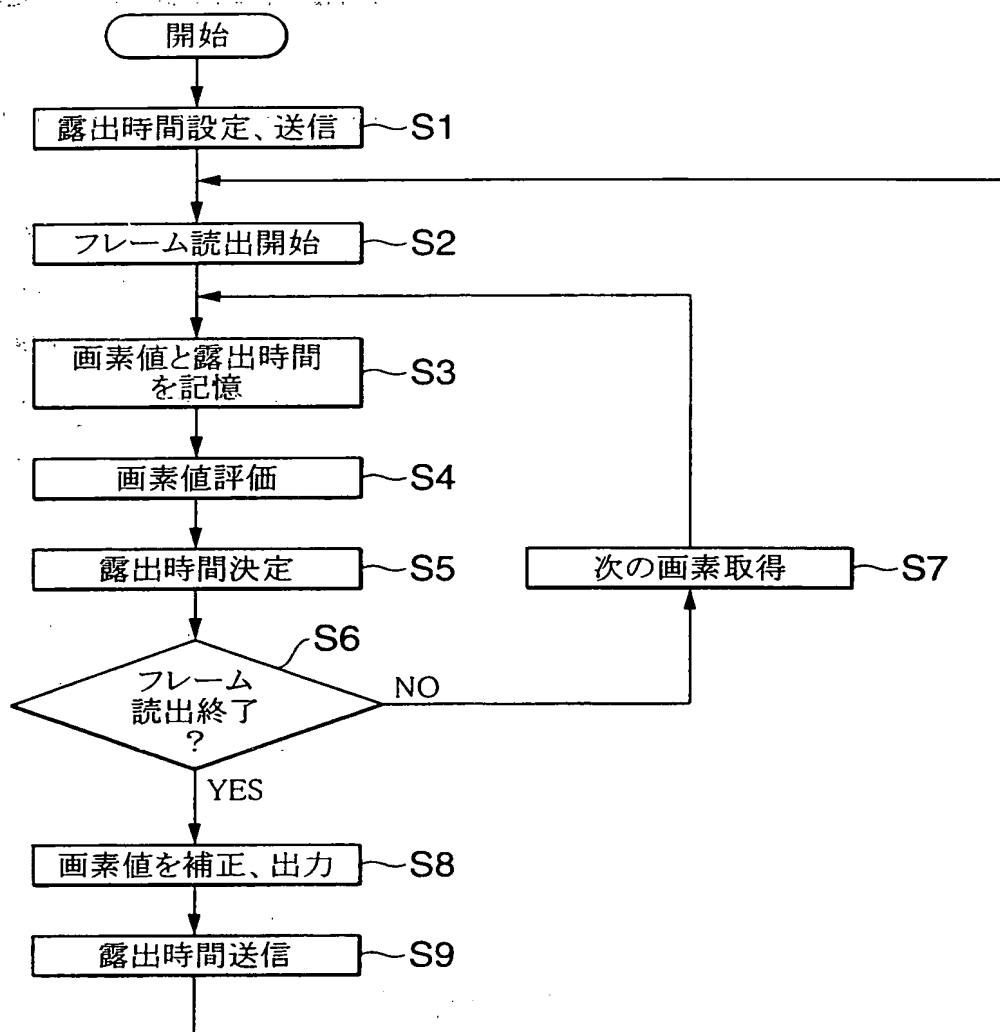 開始
露出時間設定、送信
S1
フレーム読出開始
S2
画素値と露出時間
を記憶
S3
画素値評価
S4
露出時間決定
S5
次の画素取得
S7
S6
フレーム
読出終了
?
NO
YES
画素値を補正、出力
S8
露出時間送信
S9